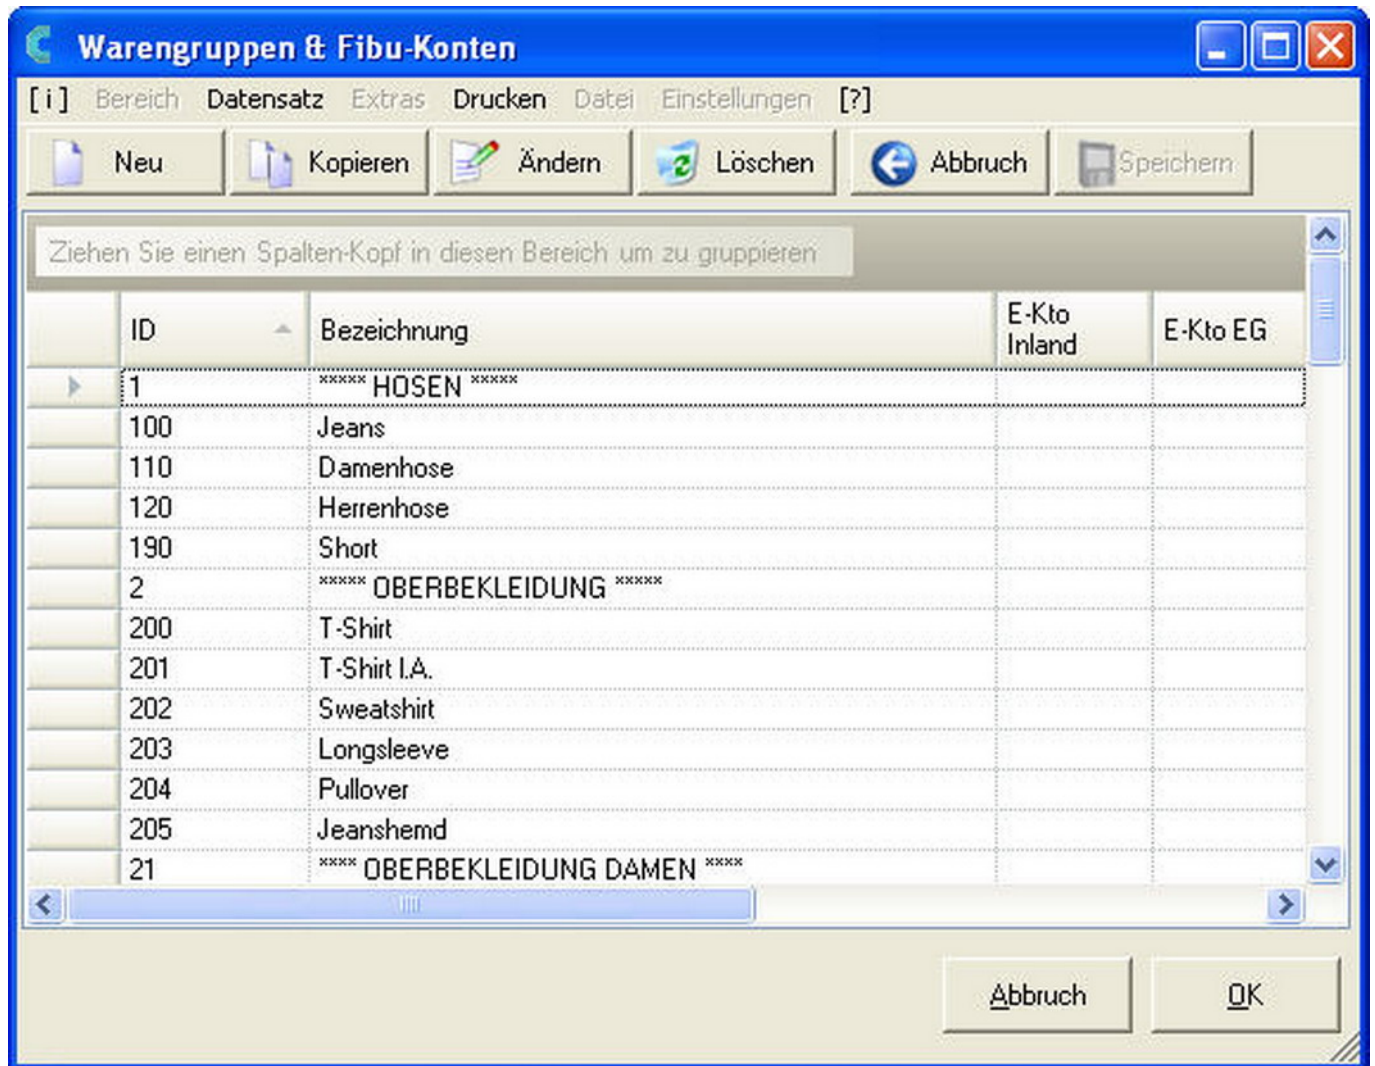 Warengruppen & Fibu-Konten
[i] Bereich Datensatz Extras Drucken Datei Einstellungen [?]
Neu Kopieren Ändern Löschen Abbruch Speichern
Ziehen Sie einen Spalten-Kopf in diesen Bereich um zu gruppieren
ID Bezeichnung E-Kto Inland E-Kto EG
1 ***** HOSEN *****
100 Jeans
110 Damenhose
120 Herrenhose
190 Short
2 ***** OBERBEKLEIDUNG *****
200 T-Shirt
201 T-Shirt I.A.
202 Sweatshirt
203 Longsleeve
204 Pullover
205 Jeanshemd
21 **** OBERBEKLEIDUNG DAMEN ****
Abbruch OK